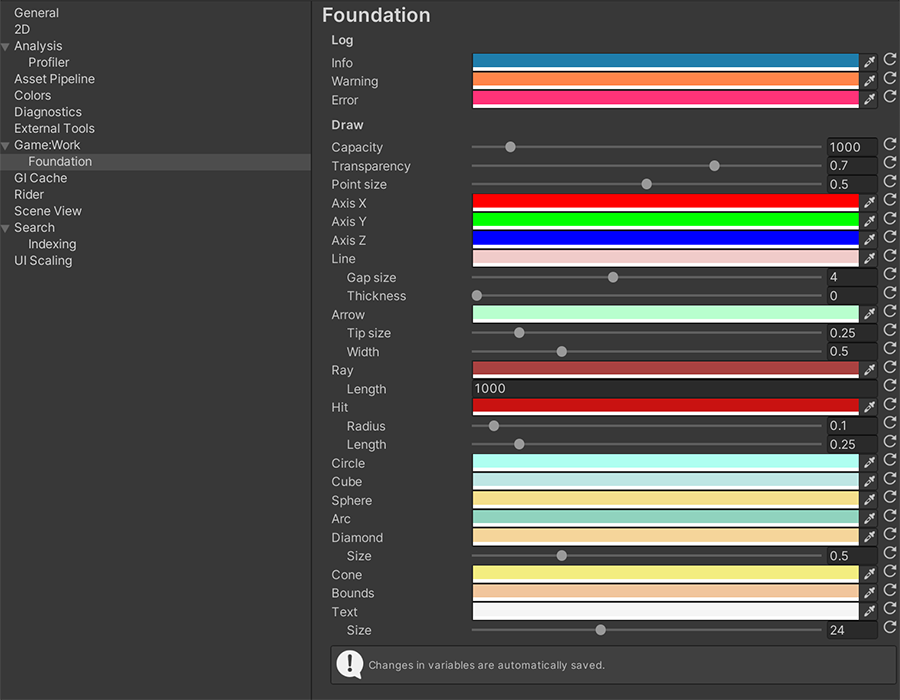 General
2D
Analysis
Profiler
Asset Pipeline
Colors
Diagnostics
External Tools
Game:Work
Foundation
GI Cache
Rider
Scene View
Search
Indexing
UI Scaling
Foundation
Log
Info
Warning
Error
Draw
Capacity 1000
Transparency 0.7
Point size 0.5
Axis X
Axis Y
Axis Z
Line
Gap size 4
Thickness 0
Arrow
Tip size 0.25
Width 0.5
Ray
Length 1000
Hit
Radius 0.1
Length 0.25
Circle
Cube
Sphere
Arc
Diamond
Size 0.5
Cone
Bounds
Text
Size 24
Changes in variables are automatically saved.